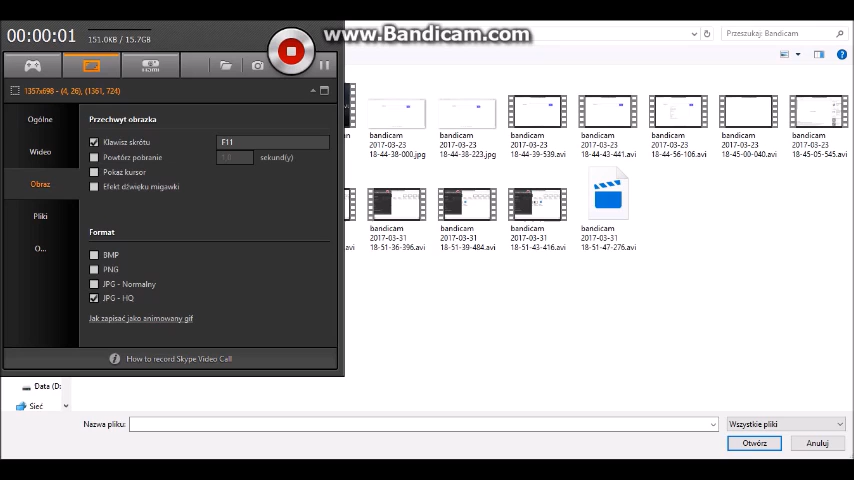 00:00:01
151.0KB / 15.7GB
www.Bandicam.com
HDMI
Przeszukaj: Bandicam
1357x698 - (4, 26), (1361, 724)
Ogólne
Wideo
Obraz
Pliki
O...
Przechwyt obrazka
Klawisz skrótu
F11
Powtórz pobranie
1.0
sekund(y)
Pokaż kursor
Efekt dźwięku migawki
Format
BMP
PNG
JPG - Normalny
JPG - HQ
Jak zapisać jako animowany gif
How to record Skype Video Call
bandicam
2017-03-23
18-44-38-000.jpg
bandicam
2017-03-23
18-44-38-223.jpg
bandicam
2017-03-23
18-44-39-539.avi
bandicam
2017-03-23
18-44-43-441.avi
bandicam
2017-03-23
18-44-56-106.avi
bandicam
2017-03-23
18-45-00-040.avi
bandicam
2017-03-23
18-45-05-545.avi
bandicam
2017-03-31
18-51-36-396.avi
bandicam
2017-03-31
18-51-39-484.avi
bandicam
2017-03-31
18-51-43-416.avi
bandicam
2017-03-31
18-51-47-276.avi
Data (D:
Sieć
Nazwa pliku:
Wszystkie pliki
Otwórz
Anuluj